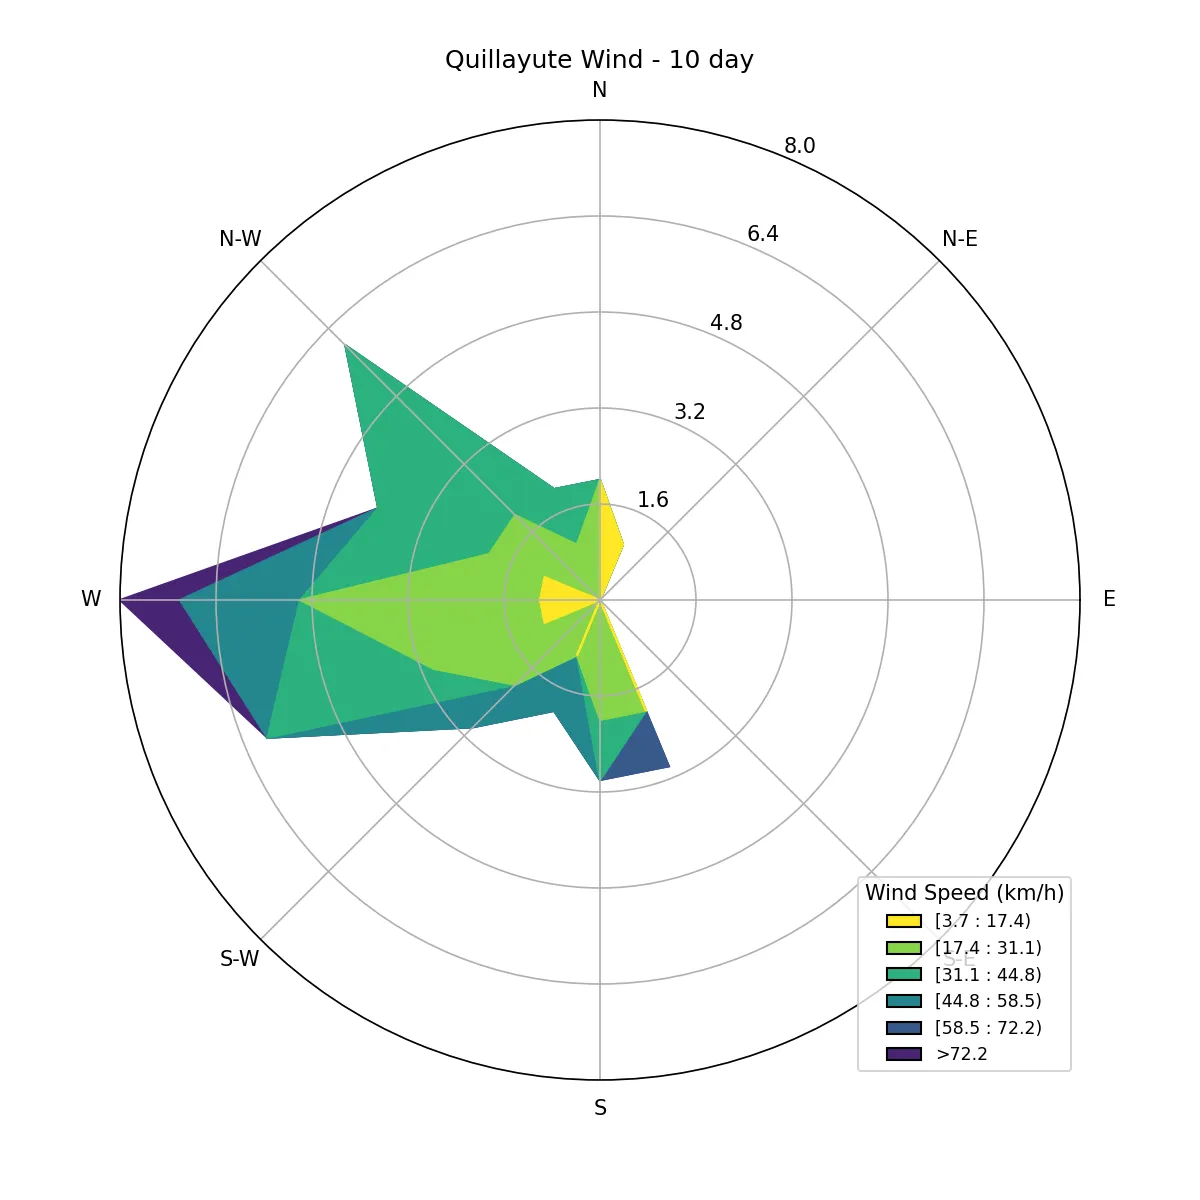 Quillayute Wind - 10 day
N
8.0
N-W
6.4
N-E
4.8
3.2
1.6
W
E
S-W
S-E
S
Wind Speed (km/h)
[3.7 : 17.4)
[17.4 : 31.1)
[31.1 : 44.8)
[44.8 : 58.5)
[58.5 : 72.2)
>72.2